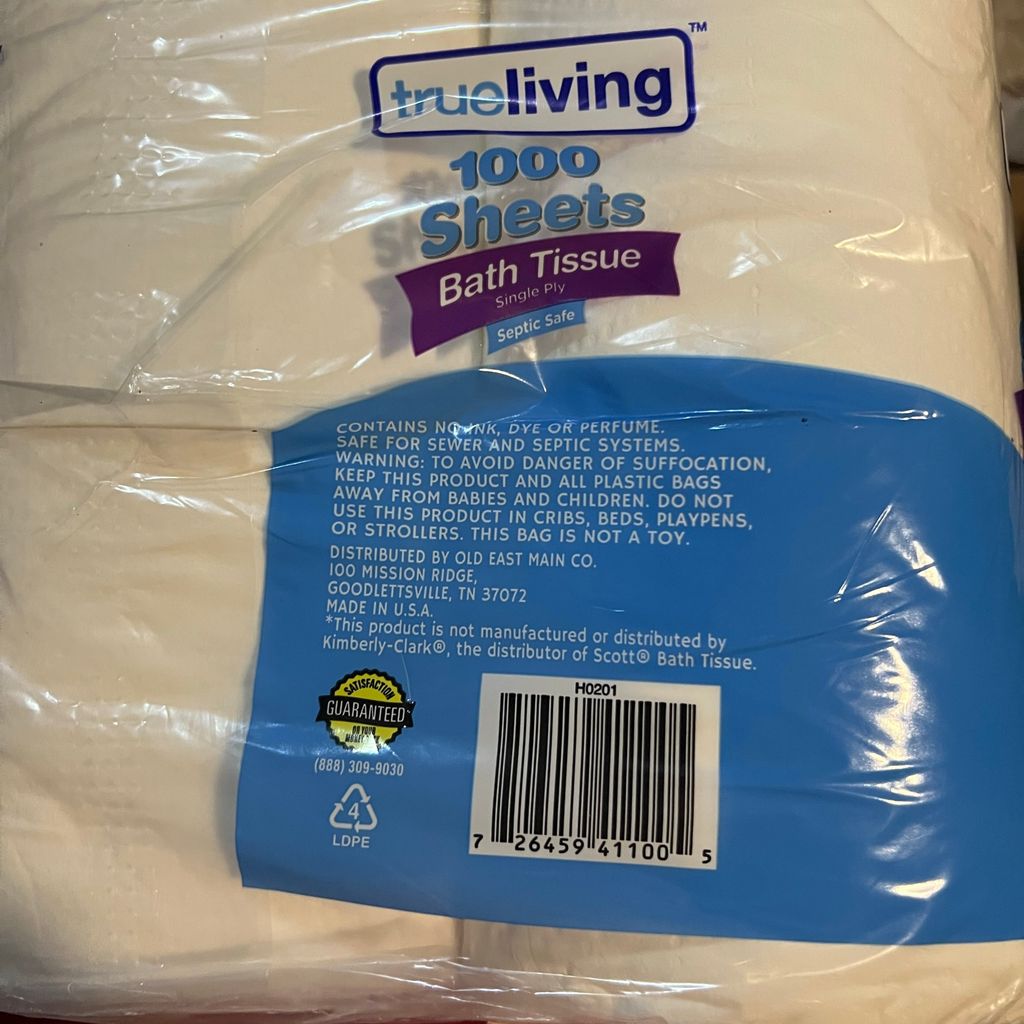 trueliving™
1000
Sheets
Bath Tissue
Single Ply
Septic Safe
CONTAINS NO INK, DYE OR PERFUME.
SAFE FOR SEWER AND SEPTIC SYSTEMS.
WARNING: TO AVOID DANGER OF SUFFOCATION,
KEEP THIS PRODUCT AND ALL PLASTIC BAGS
AWAY FROM BABIES AND CHILDREN. DO NOT
USE THIS PRODUCT IN CRIBS, BEDS, PLAYPENS,
OR STROLLERS. THIS BAG IS NOT A TOY.
DISTRIBUTED BY OLD EAST MAIN CO.
100 MISSION RIDGE,
GOODLETTSVILLE, TN 37072
MADE IN U.S.A.
*This product is not manufactured or distributed by
Kimberly-Clark®, the distributor of Scott® Bath Tissue.
SATISFACTION
GUARANTEED
OR YOUR
MONEY
(888) 309-9030
4
LDPE
H0201
7 26459 41100 5